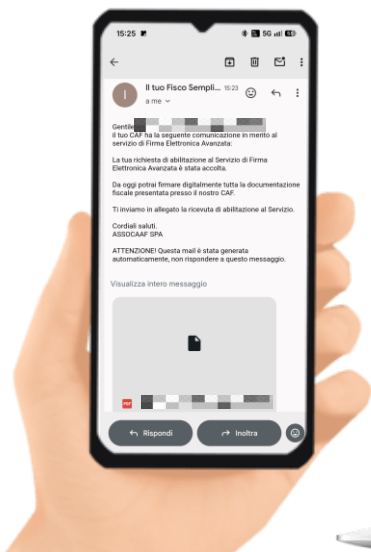 15:25
5G
Il tuo Fisco Sempli... 15:23
a me
Gentile
il tuo CAF ha la seguente comunicazione in merito al
servizio di Firma Elettronica Avanzata:
La tua richiesta di abilitazione al Servizio di Firma
Elettronica Avanzata è stata accolta.
Da oggi potrai firmare digitalmente tutta la documentazione
fiscale presentata presso il nostro CAF.
Ti inviamo in allegato la ricevuta di abilitazione al Servizio.
Cordiali saluti.
ASSOCAAF SPA
ATTENZIONE! Questa mail è stata generata
automaticamente, non rispondere a questo messaggio.
Visualizza intero messaggio
PDF
Rispondi
Inoltra